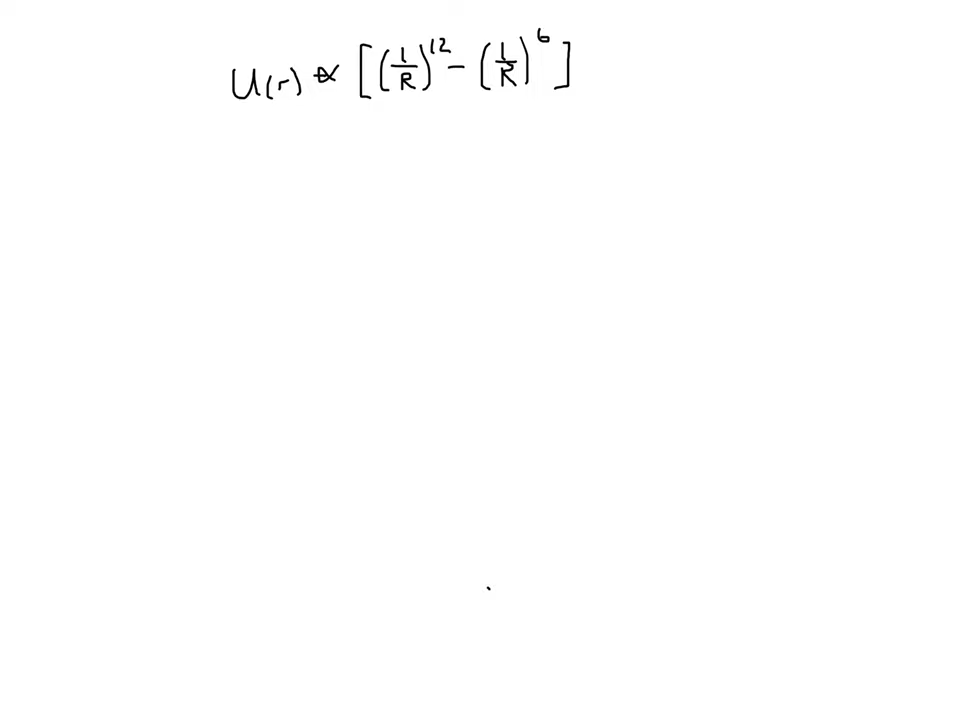 U(r) ∝ [(1/R)^12 - (1/R)^6]